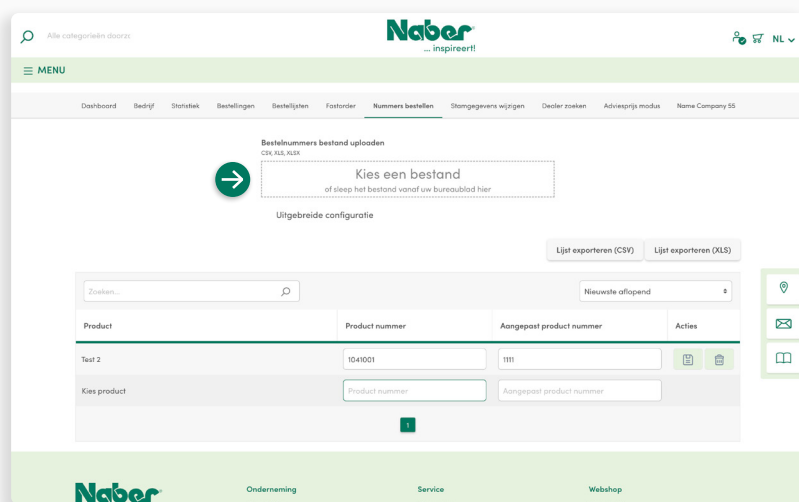 Alle categorieën doorzs
Naber
... inspireert!
NL
MENU
Dashboard Bedrijf Statistiek Bestellingen Bestellijsten Fastorder Nummers bestellen Stamgegevens wijzigen Dealer zoeken Adviesprijs modus Name Company 55
Bestelnummers bestand uploaden
CSV, XLS, XLSX
Kies een bestand
of sleep het bestand vanaf uw bureaublad hier
Uitgebreide configuratie
Lijst exporteren (CSV) Lijst exporteren (XLS)
Zoeken... Nieuwste aflopend
Product Product nummer Aangepast product nummer Acties
Test 2 1041001 1111
Kies product Product nummer Aangepast product nummer
1
Naber Onderneming Service Webshop